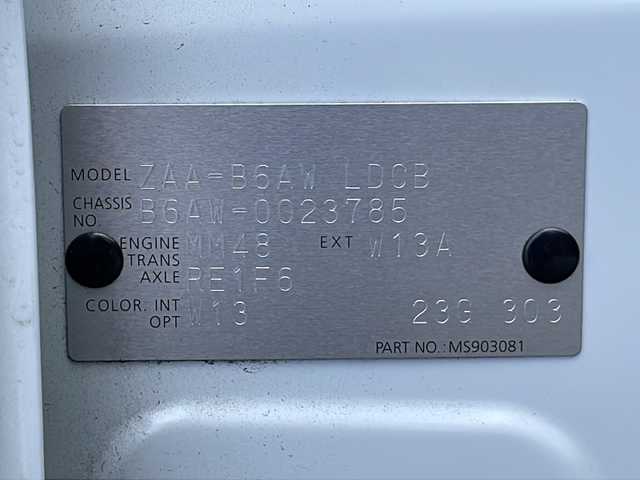 MODEL ZAA-B6AW LDCB
CHASSIS NO B6AW-0023785
ENGINE MM48 EXT W13A
TRANS AXLE RE1F6
COLOR. INT W13
OPT 23G 303
PART NO.:MS903081